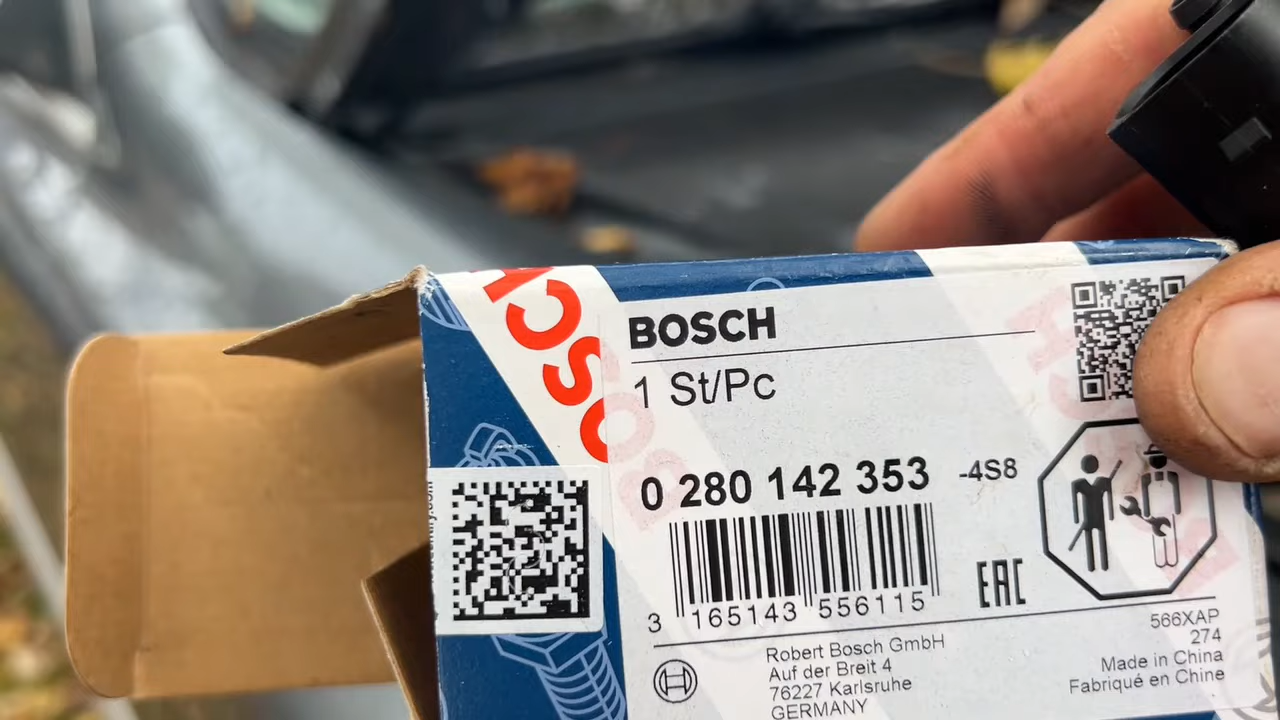 BOSCH
BOSCH
1 St/Pc
0 280 142 353 -4S8
3 165143 556115
EAC
Robert Bosch GmbH
Auf der Breit 4
76227 Karlsruhe
GERMANY
566XAP
274
Made in China
Fabriqué en Chine